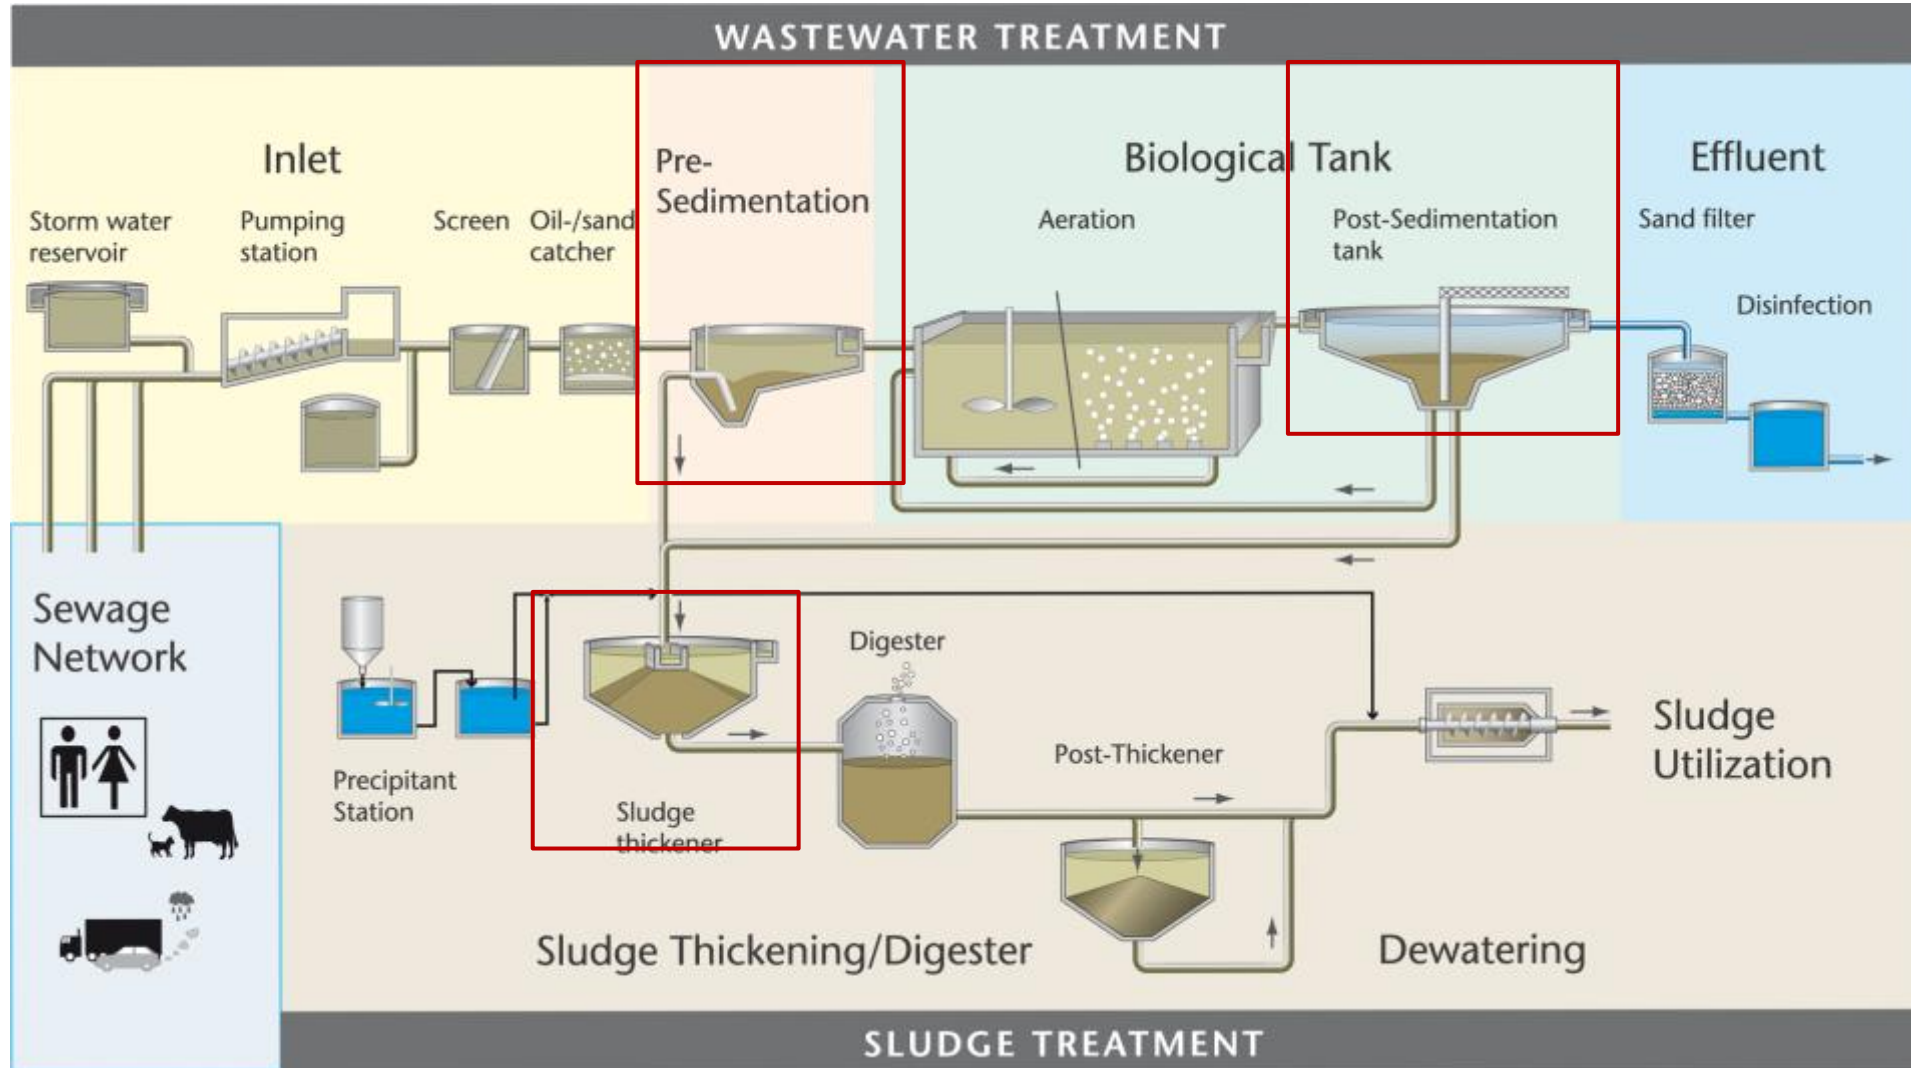 WASTEWATER TREATMENT
Inlet
Pre-
Sedimentation
Biological Tank
Effluent
Storm water
reservoir
Pumping
station
Screen
Oil-/sand
catcher
Aeration
Post-Sedimentation
tank
Sand filter
Disinfection
Sewage
Network
Precipitant
Station
Sludge
thickener
Digester
Post-Thickener
Sludge
Utilization
Sludge Thickening/Digester
Dewatering
SLUDGE TREATMENT